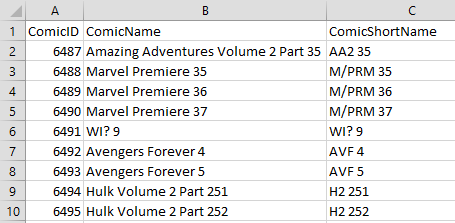 A B C
1 ComicID ComicName ComicShortName
2 6487 Amazing Adventures Volume 2 Part 35 AA2 35
3 6488 Marvel Premiere 35 M/PRM 35
4 6489 Marvel Premiere 36 M/PRM 36
5 6490 Marvel Premiere 37 M/PRM 37
6 6491 WI? 9 WI? 9
7 6492 Avengers Forever 4 AVF 4
8 6493 Avengers Forever 5 AVF 5
9 6494 Hulk Volume 2 Part 251 H2 251
10 6495 Hulk Volume 2 Part 252 H2 252